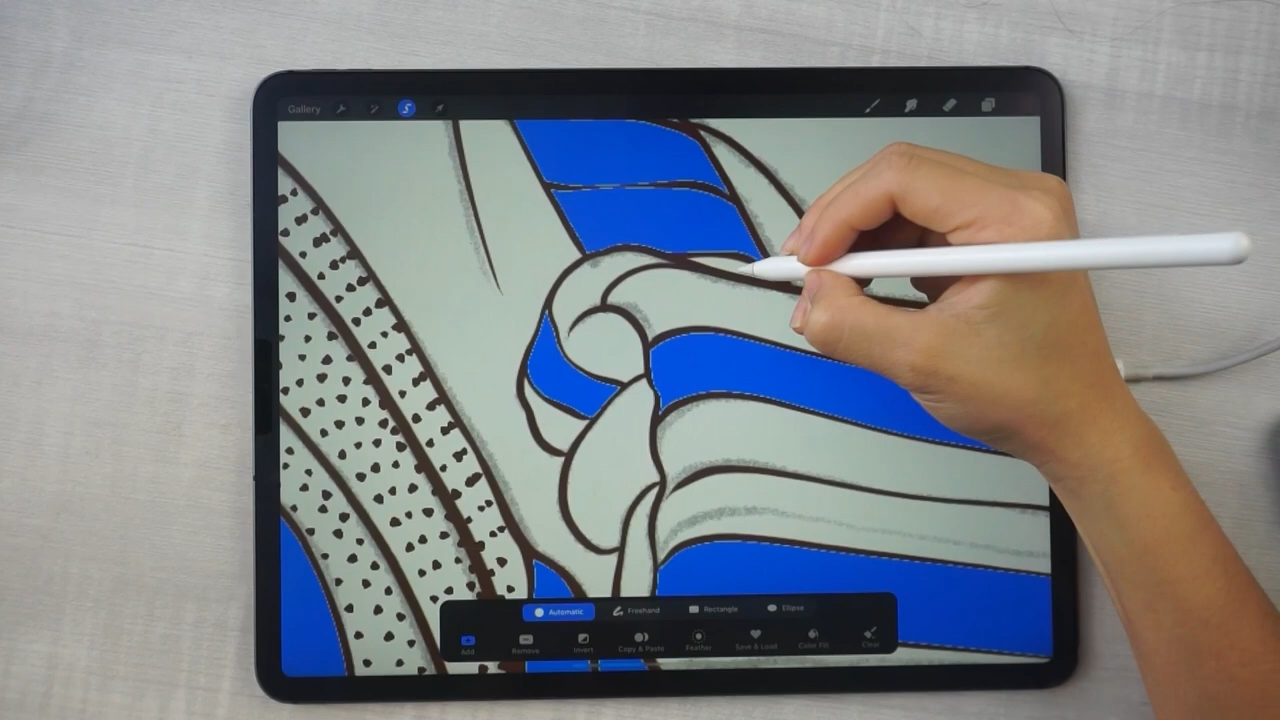 Gallery
Automatic Freehand Rectangle Ellipse
Add Remove Invert Copy & Paste Feather Save & Load Color Fill Clear